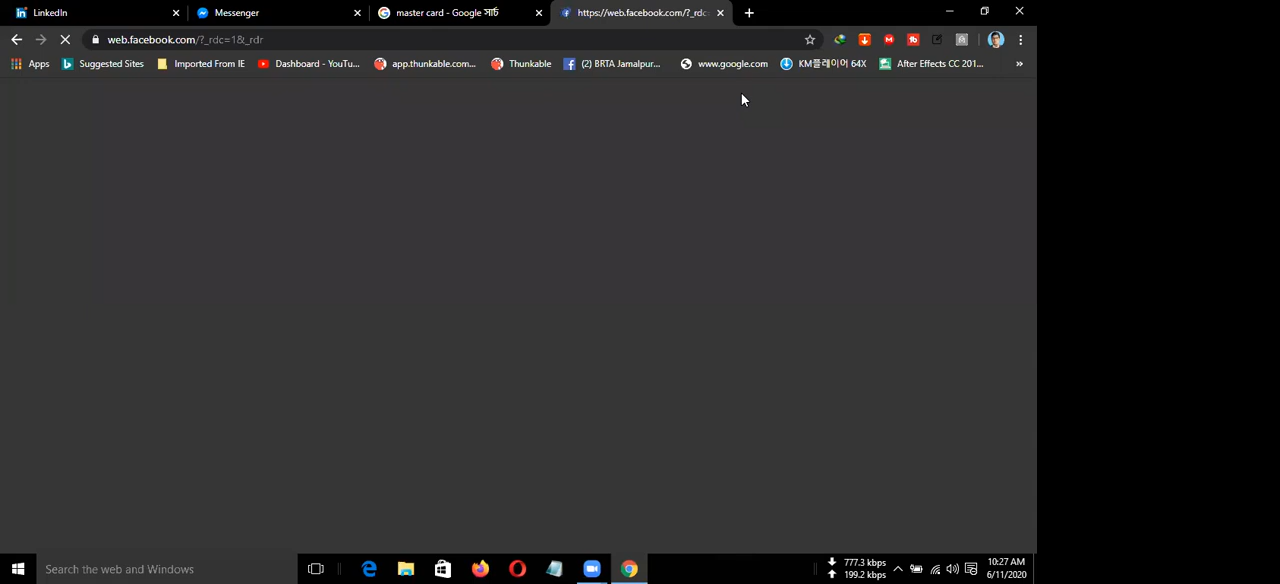 LinkedIn
Messenger
master card - Google সার্চ
https://web.facebook.com/?_rdc=
web.facebook.com/?_rdc=1&_rdr
Apps
Suggested Sites
Imported From IE
Dashboard - YouTu...
app.thunkable.com...
Thunkable
(2) BRTA Jamalpur...
www.google.com
KM플레이어 64X
After Effects CC 201...
»
Search the web and Windows
777.3 kbps
199.2 kbps
10:27 AM
6/11/2020